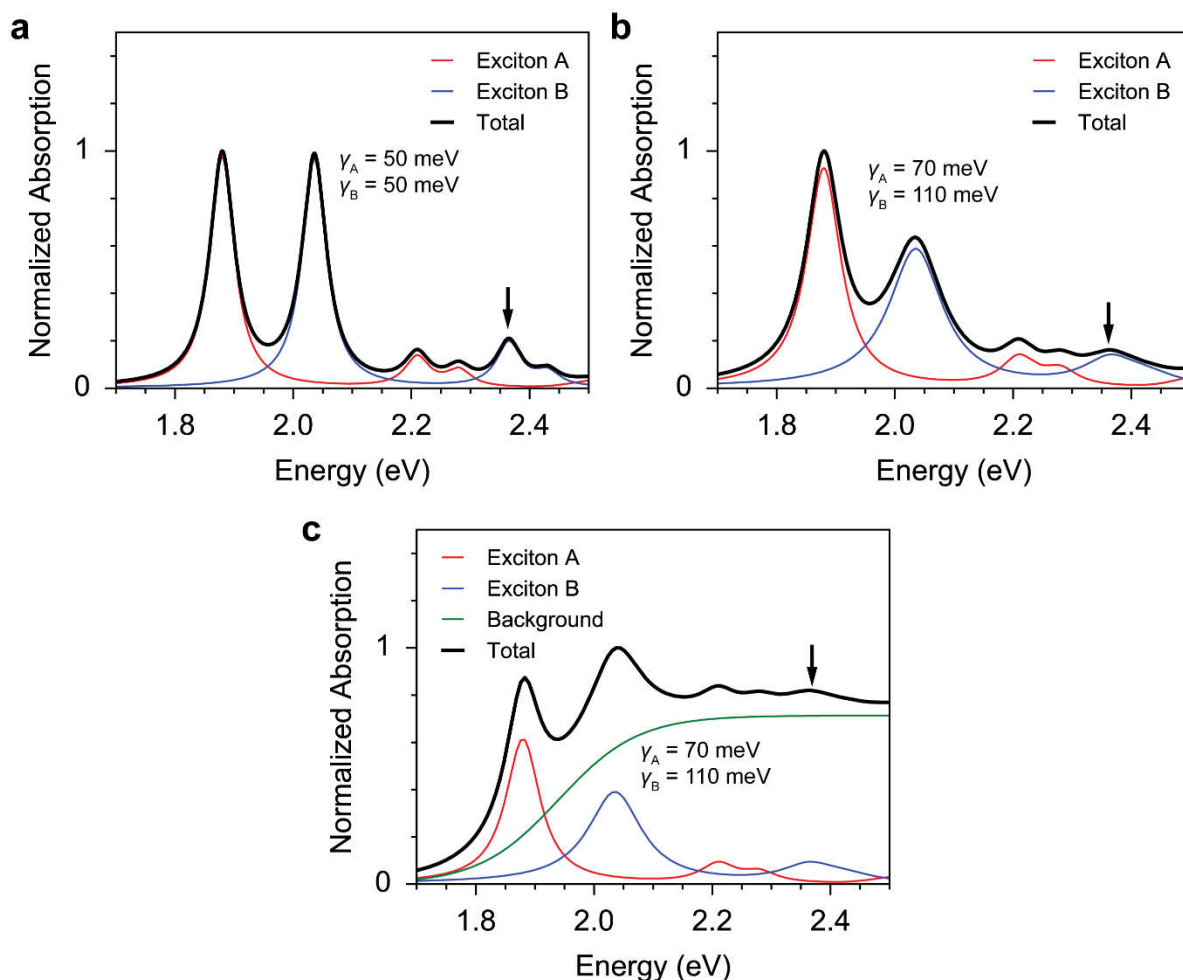 a
Exciton A
Exciton B
Total
γA = 50 meV
γB = 50 meV
Normalized Absorption
1
0
1.8
2.0
2.2
2.4
Energy (eV)
b
Exciton A
Exciton B
Total
γA = 70 meV
γB = 110 meV
Normalized Absorption
1
0
1.8
2.0
2.2
2.4
Energy (eV)
c
Exciton A
Exciton B
Background
Total
γA = 70 meV
γB = 110 meV
Normalized Absorption
1
0
1.8
2.0
2.2
2.4
Energy (eV)